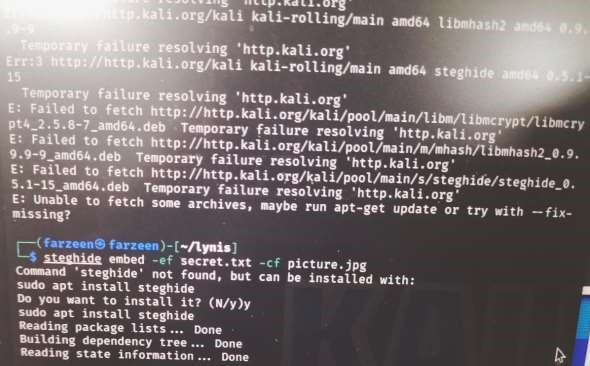 'http.kali.org'
http.kali.org/kali kali-rolling/main amd64 libmhash2 amd64 0.9.
.9-9
Temporary failure resolving 'http.kali.org'
Err:3 http://http.kali.org/kali kali-rolling/main amd64 steghide amd64 0.5.1-
15
Temporary failure resolving 'http.kali.org'
E: Failed to fetch http://http.kali.org/kali/pool/main/libm/libmcrypt/libmcry
pt4_2.5.8-7_amd64.deb  Temporary failure resolving 'http.kali.org'
E: Failed to fetch http://http.kali.org/kali/pool/main/m/mhash/libmhash2_0.9.
9.9-9_amd64.deb  Temporary failure resolving 'http.kali.org'
E: Failed to fetch http://http.kali.org/kali/pool/main/s/steghide/steghide_0.
5.1-15_amd64.deb  Temporary failure resolving 'http.kali.org'
E: Unable to fetch some archives, maybe run apt-get update or try with --fix-
missing?
┌──(farzeen㉿farzeen)-[~/lynis]
└─$ steghide embed -ef secret.txt -cf picture.jpg
Command 'steghide' not found, but can be installed with:
sudo apt install steghide
Do you want to install it? (N/y)y
sudo apt install steghide
Reading package lists... Done
Building dependency tree... Done
Reading state information... Done